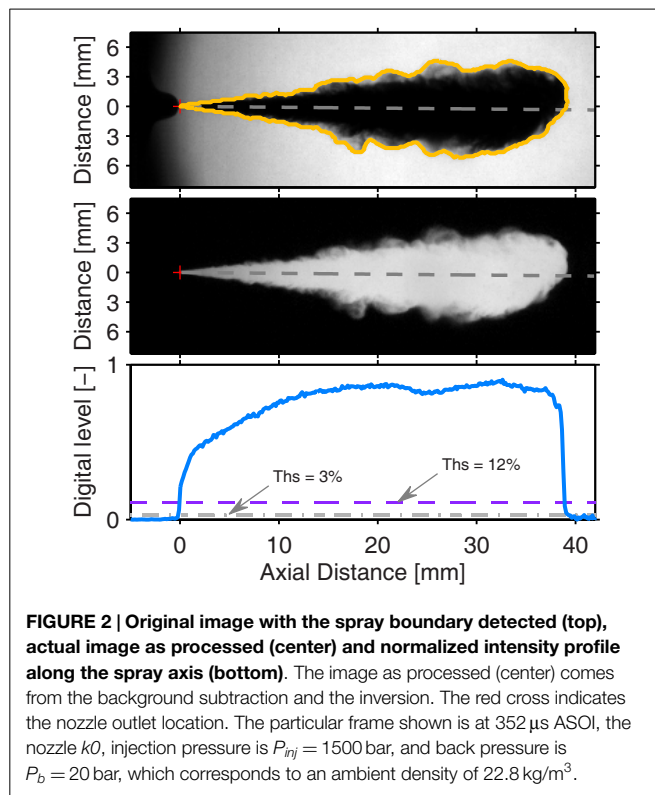 6
3
0
3
6
Distance [mm]
6
3
0
3
6
Distance [mm]
1
0
Digital level [–]
Ths = 3%
Ths = 12%
0
10
20
30
40
Axial Distance [mm]
FIGURE 2 | Original image with the spray boundary detected (top),
actual image as processed (center) and normalized intensity profile
along the spray axis (bottom). The image as processed (center) comes
from the background subtraction and the inversion. The red cross indicates
the nozzle outlet location. The particular frame shown is at 352 μs ASOI, the
nozzle k0, injection pressure is Pinj = 1500 bar, and back pressure is
Pb = 20 bar, which corresponds to an ambient density of 22.8 kg/m³.